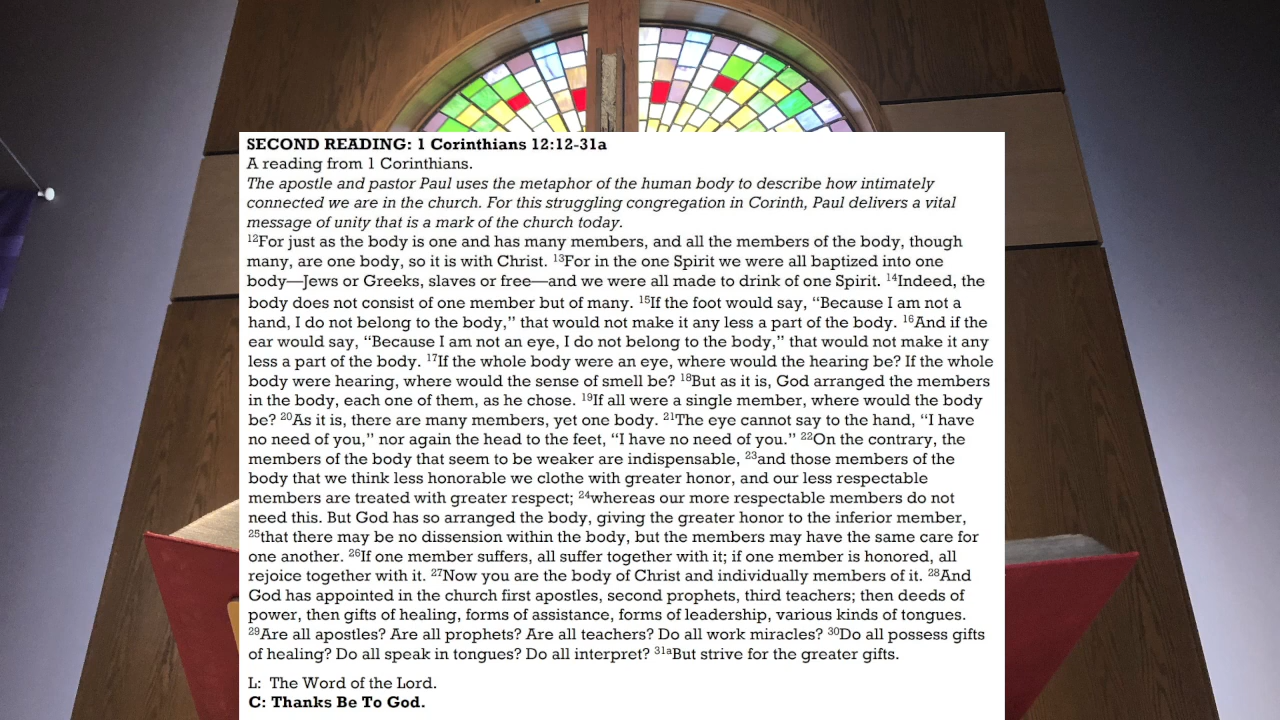 SECOND READING: 1 Corinthians 12:12-31a
A reading from 1 Corinthians.
The apostle and pastor Paul uses the metaphor of the human body to describe how intimately
connected we are in the church. For this struggling congregation in Corinth, Paul delivers a vital
message of unity that is a mark of the church today.
¹²For just as the body is one and has many members, and all the members of the body, though
many, are one body, so it is with Christ. ¹³For in the one Spirit we were all baptized into one
body—Jews or Greeks, slaves or free—and we were all made to drink of one Spirit. ¹⁴Indeed, the
body does not consist of one member but of many. ¹⁵If the foot would say, “Because I am not a
hand, I do not belong to the body,” that would not make it any less a part of the body. ¹⁶And if the
ear would say, “Because I am not an eye, I do not belong to the body,” that would not make it any
less a part of the body. ¹⁷If the whole body were an eye, where would the hearing be? If the whole
body were hearing, where would the sense of smell be? ¹⁸But as it is, God arranged the members
in the body, each one of them, as he chose. ¹⁹If all were a single member, where would the body
be? ²⁰As it is, there are many members, yet one body. ²¹The eye cannot say to the hand, “I have
no need of you,” nor again the head to the feet, “I have no need of you.” ²²On the contrary, the
members of the body that seem to be weaker are indispensable, ²³and those members of the
body that we think less honorable we clothe with greater honor, and our less respectable
members are treated with greater respect; ²⁴whereas our more respectable members do not
need this. But God has so arranged the body, giving the greater honor to the inferior member,
²⁵that there may be no dissension within the body, but the members may have the same care for
one another. ²⁶If one member suffers, all suffer together with it; if one member is honored, all
rejoice together with it. ²⁷Now you are the body of Christ and individually members of it. ²⁸And
God has appointed in the church first apostles, second prophets, third teachers; then deeds of
power, then gifts of healing, forms of assistance, forms of leadership, various kinds of tongues.
²⁹Are all apostles? Are all prophets? Are all teachers? Do all work miracles? ³⁰Do all possess gifts
of healing? Do all speak in tongues? Do all interpret? ³¹ᵃBut strive for the greater gifts.
L: The Word of the Lord.
C: Thanks Be To God.